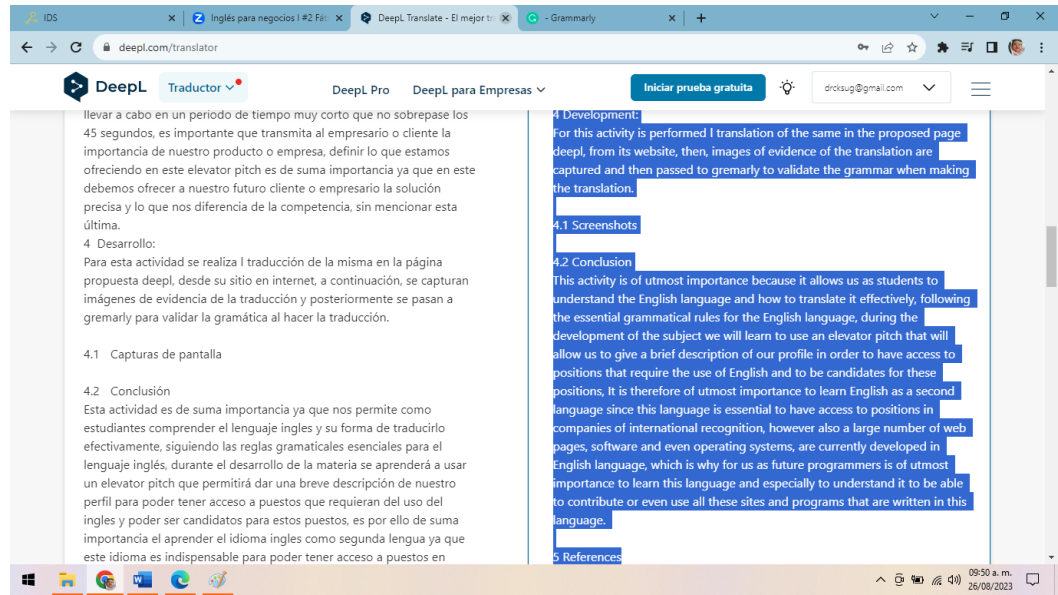 IDS
Inglés para negocios I #2 Fát
DeepL Translate - El mejor tr
- Grammarly
deepl.com/translator
DeepL
Traductor
DeepL Pro
DeepL para Empresas
Iniciar prueba gratuita
drcksug@gmail.com
llevar a cabo en un periodo de tiempo muy corto que no sobrepase los
45 segundos, es importante que transmita al empresario o cliente la
importancia de nuestro producto o empresa, definir lo que estamos
ofreciendo en este elevator pitch es de suma importancia ya que en este
debemos ofrecer a nuestro futuro cliente o empresario la solución
precisa y lo que nos diferencia de la competencia, sin mencionar esta
última.
4 Desarrollo:
Para esta actividad se realiza l traducción de la misma en la página
propuesta deepl, desde su sitio en internet, a continuación, se capturan
imágenes de evidencia de la traducción y posteriormente se pasan a
gremarly para validar la gramática al hacer la traducción.
4.1 Capturas de pantalla
4.2 Conclusión
Esta actividad es de suma importancia ya que nos permite como
estudiantes comprender el lenguaje ingles y su forma de traducirlo
efectivamente, siguiendo las reglas gramaticales esenciales para el
lenguaje inglés, durante el desarrollo de la materia se aprenderá a usar
un elevator pitch que permitirá dar una breve descripción de nuestro
perfil para poder tener acceso a puestos que requieran del uso del
ingles y poder ser candidatos para estos puestos, es por ello de suma
importancia el aprender el idioma ingles como segunda lengua ya que
este idioma es indispensable para poder tener acceso a puestos en
4 Development:
For this activity is performed l translation of the same in the proposed page
deepl, from its website, then, images of evidence of the translation are
captured and then passed to gremarly to validate the grammar when making
the translation.
4.1 Screenshots
4.2 Conclusion
This activity is of utmost importance because it allows us as students to
understand the English language and how to translate it effectively, following
the essential grammatical rules for the English language, during the
development of the subject we will learn to use an elevator pitch that will
allow us to give a brief description of our profile in order to have access to
positions that require the use of English and to be candidates for these
positions, It is therefore of utmost importance to learn English as a second
language since this language is essential to have access to positions in
companies of international recognition, however also a large number of web
pages, software and even operating systems, are currently developed in
English language, which is why for us as future programmers is of utmost
importance to learn this language and especially to understand it to be able
to contribute or even use all these sites and programs that are written in this
language.
5 References
09:50 a. m.
26/08/2023